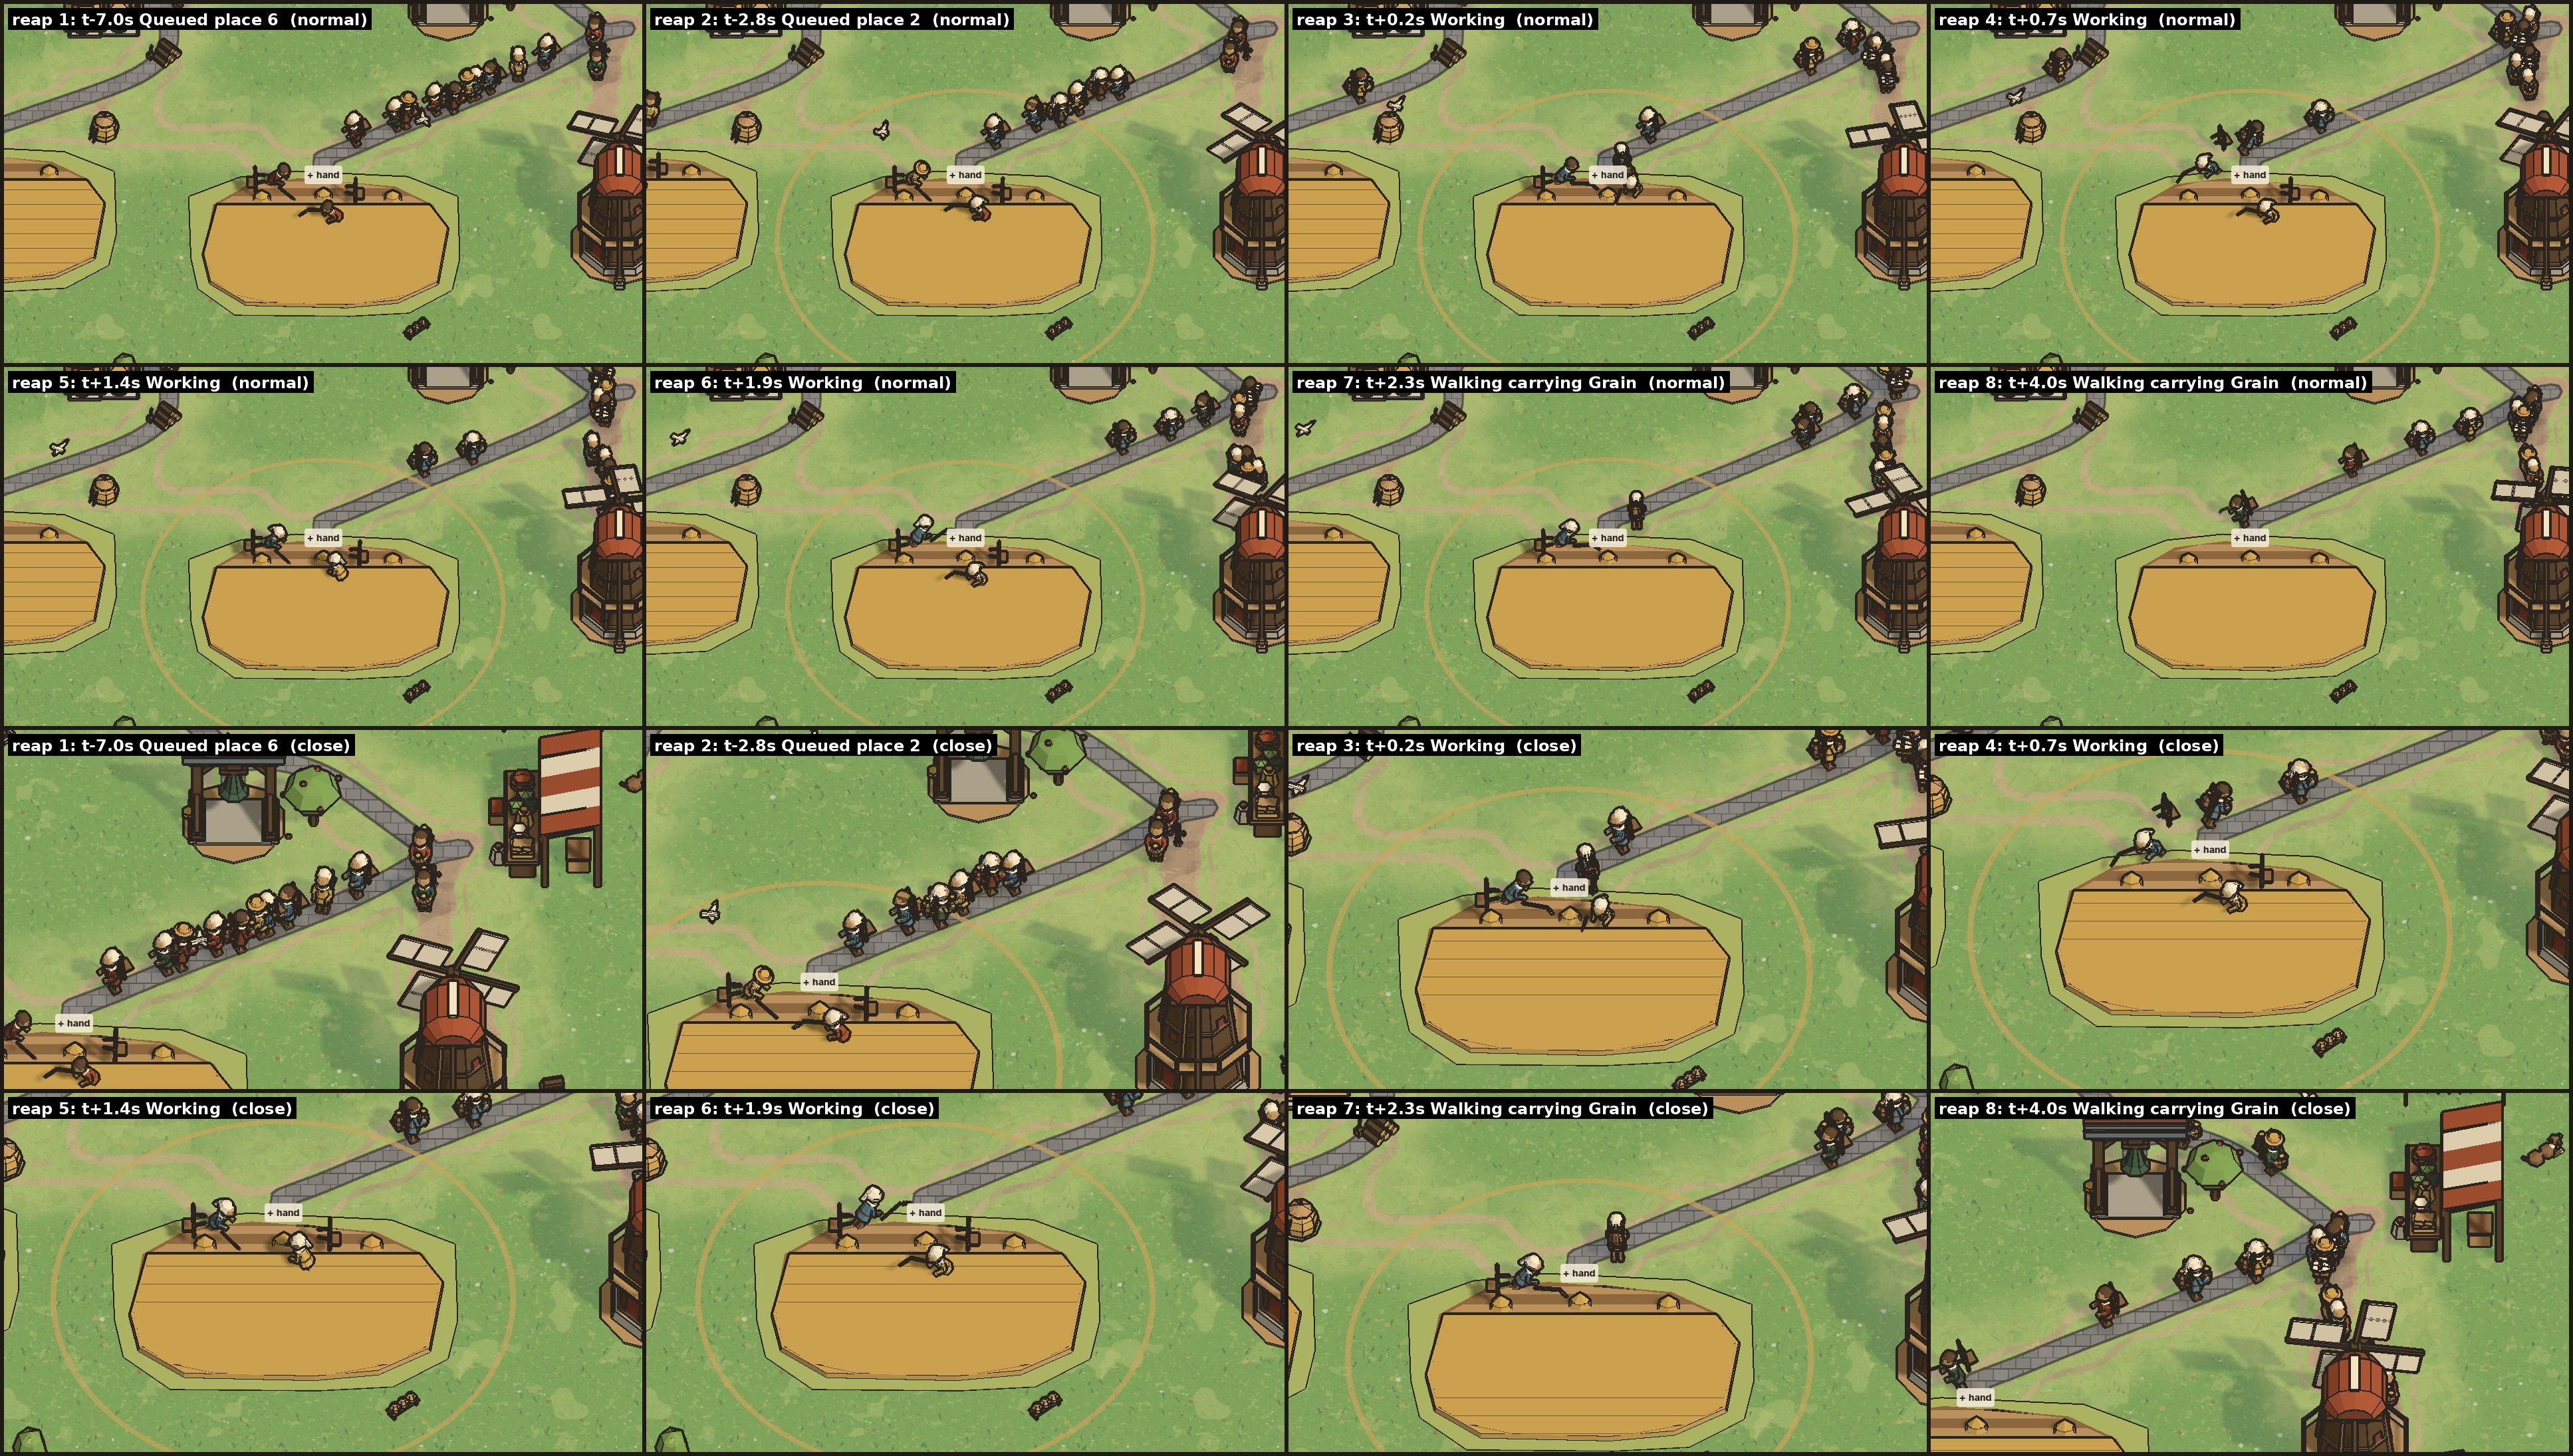 reap 1: t-7.0s Queued place 6 (normal)
reap 2: t-2.8s Queued place 2 (normal)
reap 3: t+0.2s Working (normal)
reap 4: t+0.7s Working (normal)
+ hand
+ hand
+ hand
+ hand
reap 5: t+1.4s Working (normal)
reap 6: t+1.9s Working (normal)
reap 7: t+2.3s Walking carrying Grain (normal)
reap 8: t+4.0s Walking carrying Grain (normal)
+ hand
+ hand
+ hand
+ hand
reap 1: t-7.0s Queued place 6 (close)
reap 2: t-2.8s Queued place 2 (close)
reap 3: t+0.2s Working (close)
reap 4: t+0.7s Working (close)
+ hand
+ hand
+ hand
+ hand
reap 5: t+1.4s Working (close)
reap 6: t+1.9s Working (close)
reap 7: t+2.3s Walking carrying Grain (close)
reap 8: t+4.0s Walking carrying Grain (close)
+ hand
+ hand
+ hand
+ hand